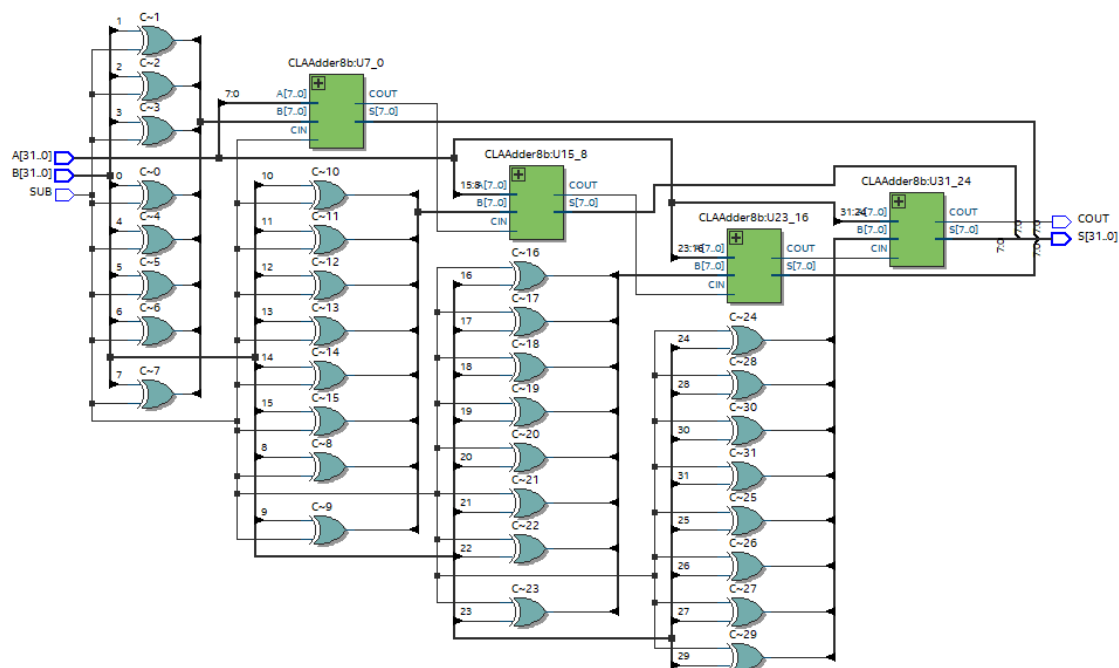 A[31..0]
B[31..0]
SUB
1
C~1
2
C~2
3
C~3
0
C~0
4
C~4
5
C~5
6
C~6
7
C~7
CLAAdder8b:U7_0
7:0
A[7..0]
B[7..0]
CIN
COUT
S[7..0]
10
C~10
11
C~11
12
C~12
13
C~13
14
C~14
15
C~15
8
C~8
9
C~9
CLAAdder8b:U15_8
15:8
A[7..0]
B[7..0]
CIN
COUT
S[7..0]
16
C~16
17
C~17
18
C~18
19
C~19
20
C~20
21
C~21
22
C~22
23
C~23
CLAAdder8b:U23_16
23:16
A[7..0]
B[7..0]
CIN
COUT
S[7..0]
24
C~24
28
C~28
30
C~30
31
C~31
25
C~25
26
C~26
27
C~27
29
C~29
CLAAdder8b:U31_24
31:24
A[7..0]
B[7..0]
CIN
COUT
S[7..0]
7:0
7:0
7:0
7:0
COUT
S[31..0]